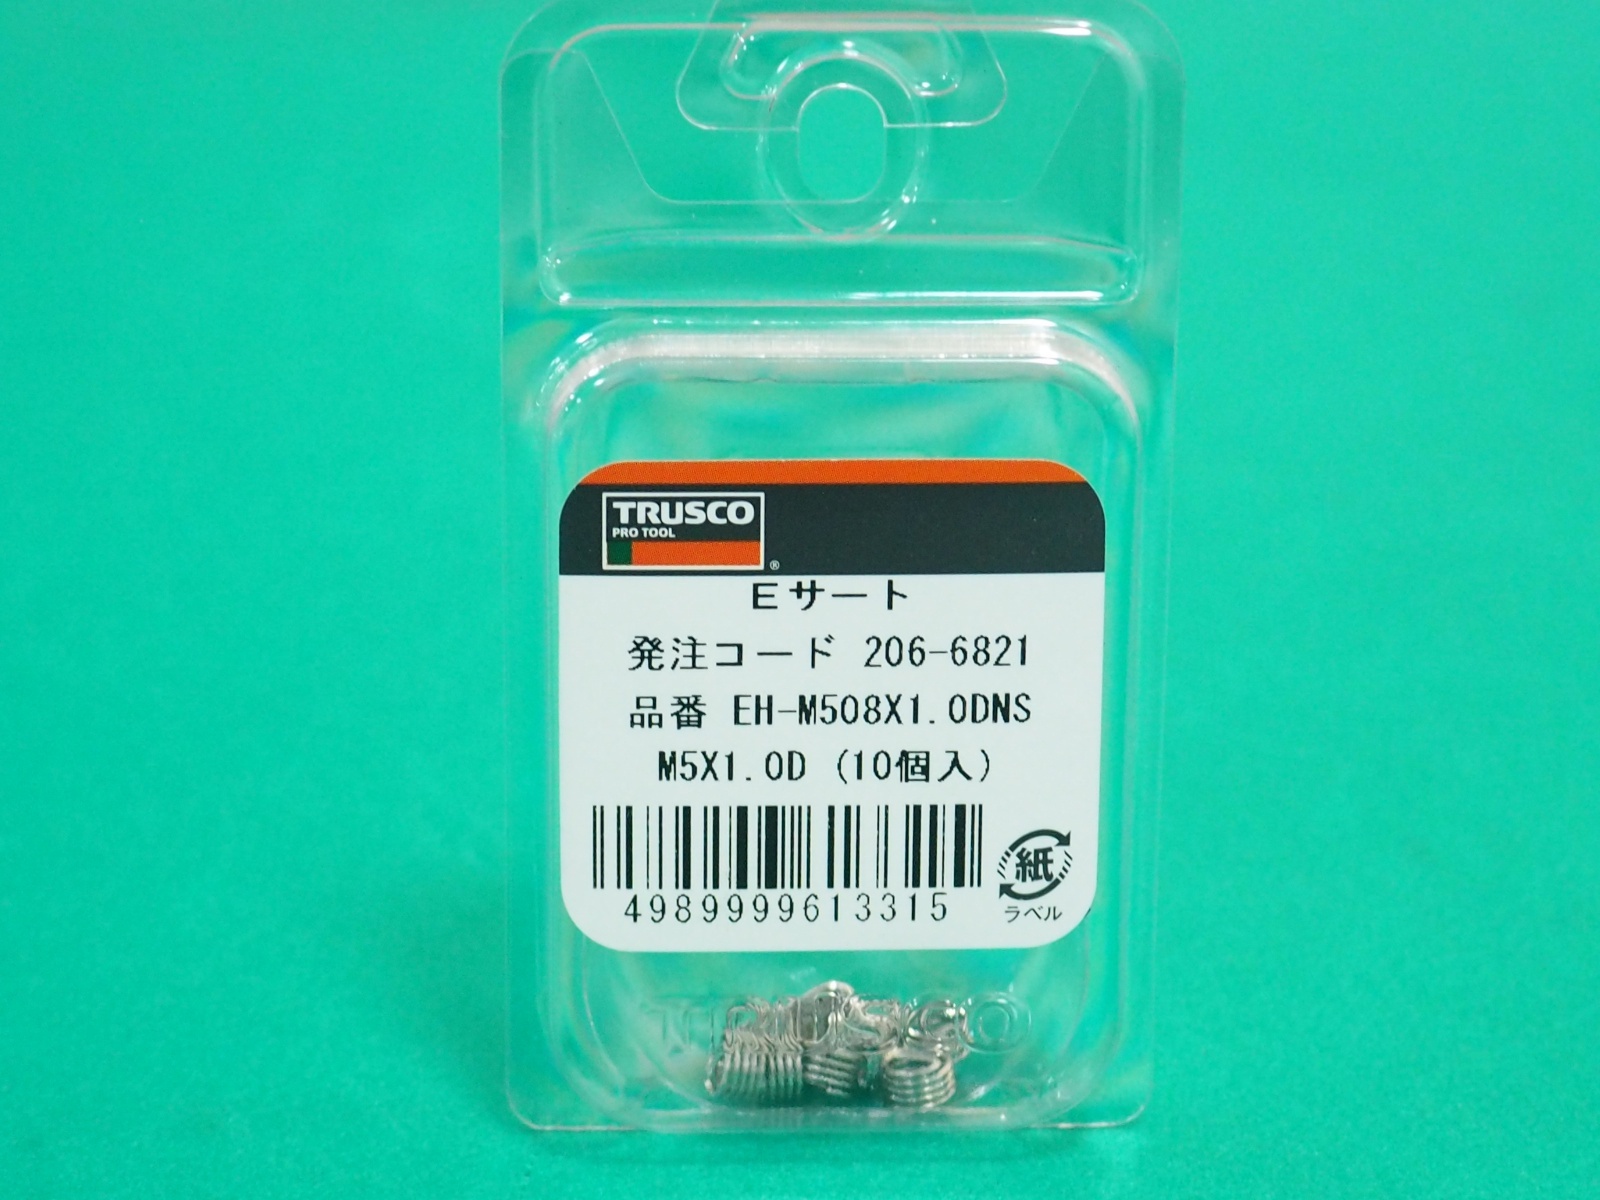 TRUSCO
PRO TOOL
®
Eサート
発注コード 206-6821
品番 EH-M508X1.0DNS
M5X1.0D (10個入)
4989999613315
紙
ラベル
TRUSCO